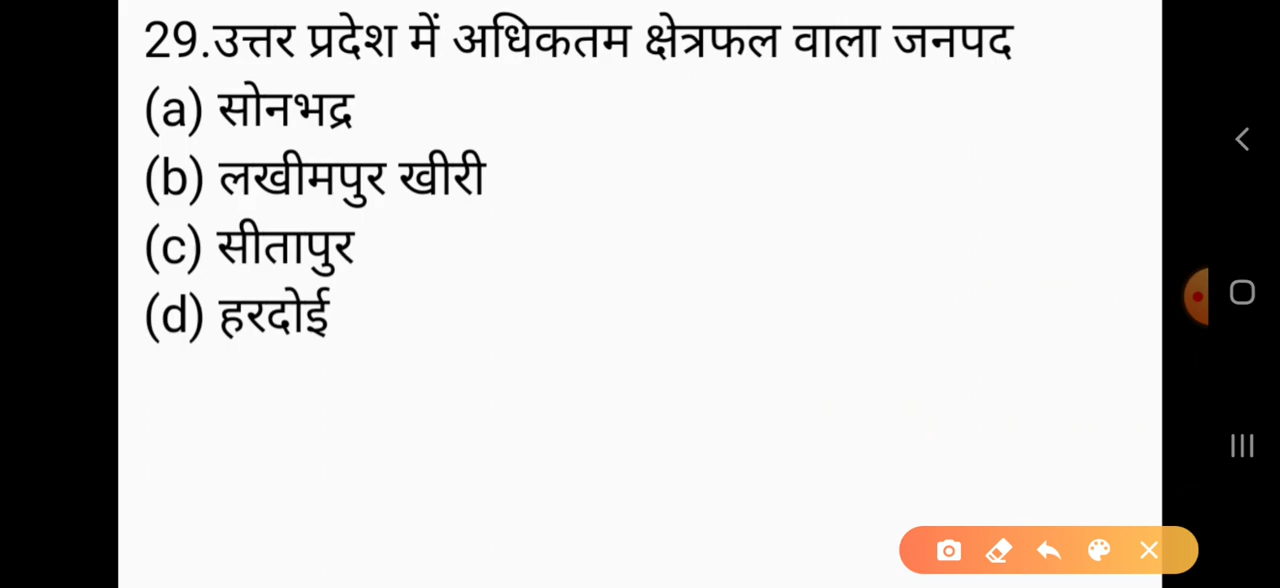 29.उत्तर प्रदेश में अधिकतम क्षेत्रफल वाला जनपद
(a) सोनभद्र
(b) लखीमपुर खीरी
(c) सीतापुर
(d) हरदोई